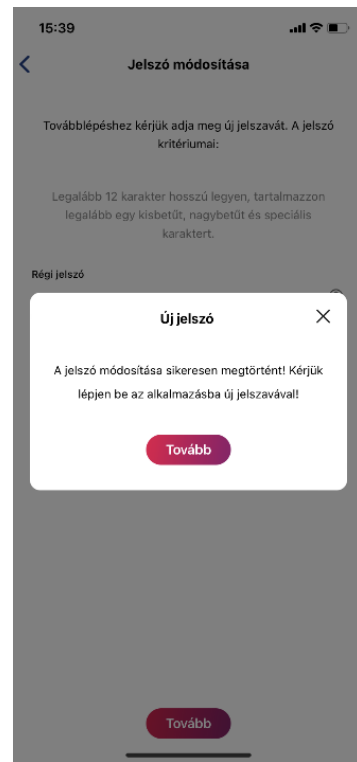 15:39
Jelszó módosítása
Továbblépéshez kérjük adja meg új jelszavát. A jelszó
kritériumai:
Legalább 12 karakter hosszú legyen, tartalmazzon
legalább egy kisbetűt, nagybetűt és speciális
karaktert.
Régi jelszó
Új jelszó
A jelszó módosítása sikeresen megtörtént! Kérjük
lépjen be az alkalmazásba új jelszavával!
Tovább
Tovább